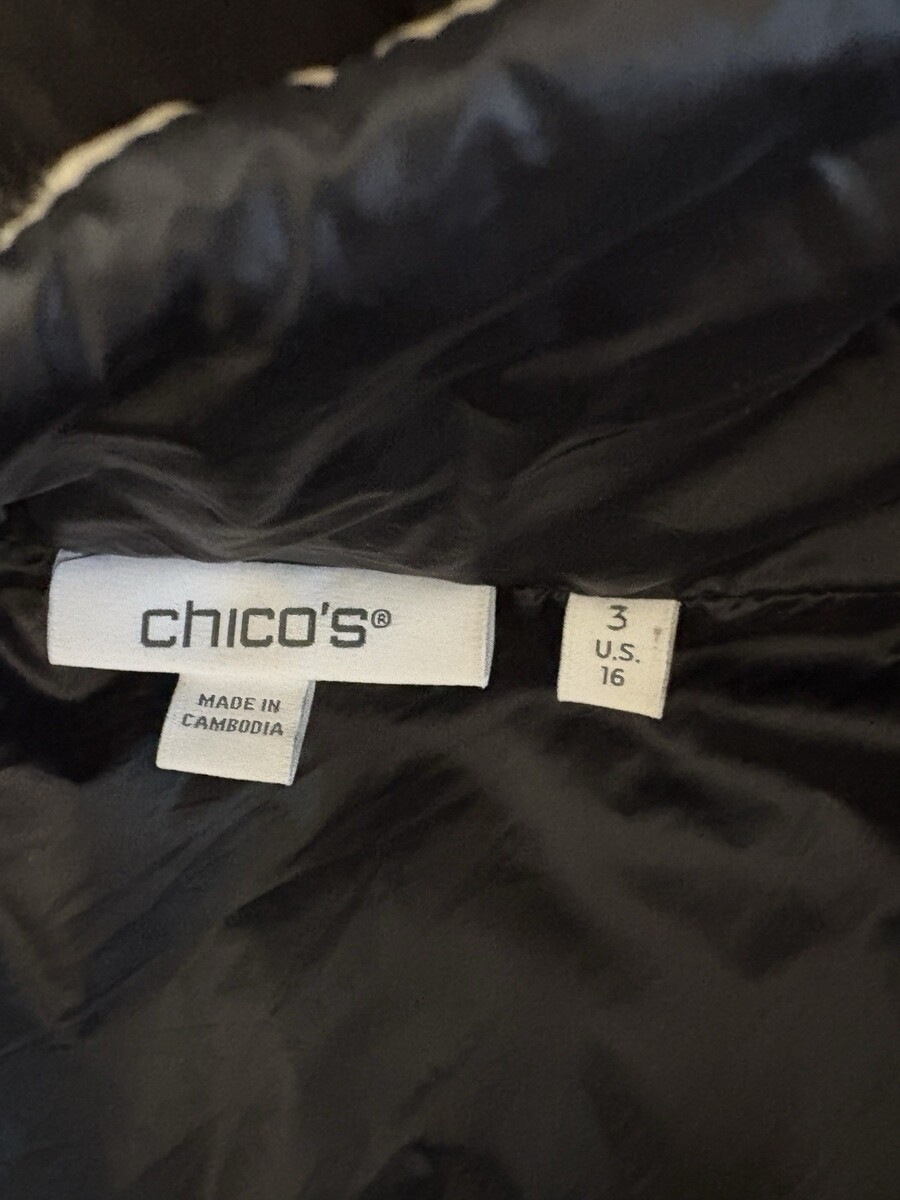 chico's®
MADE IN
CAMBODIA
3
U.S.
16